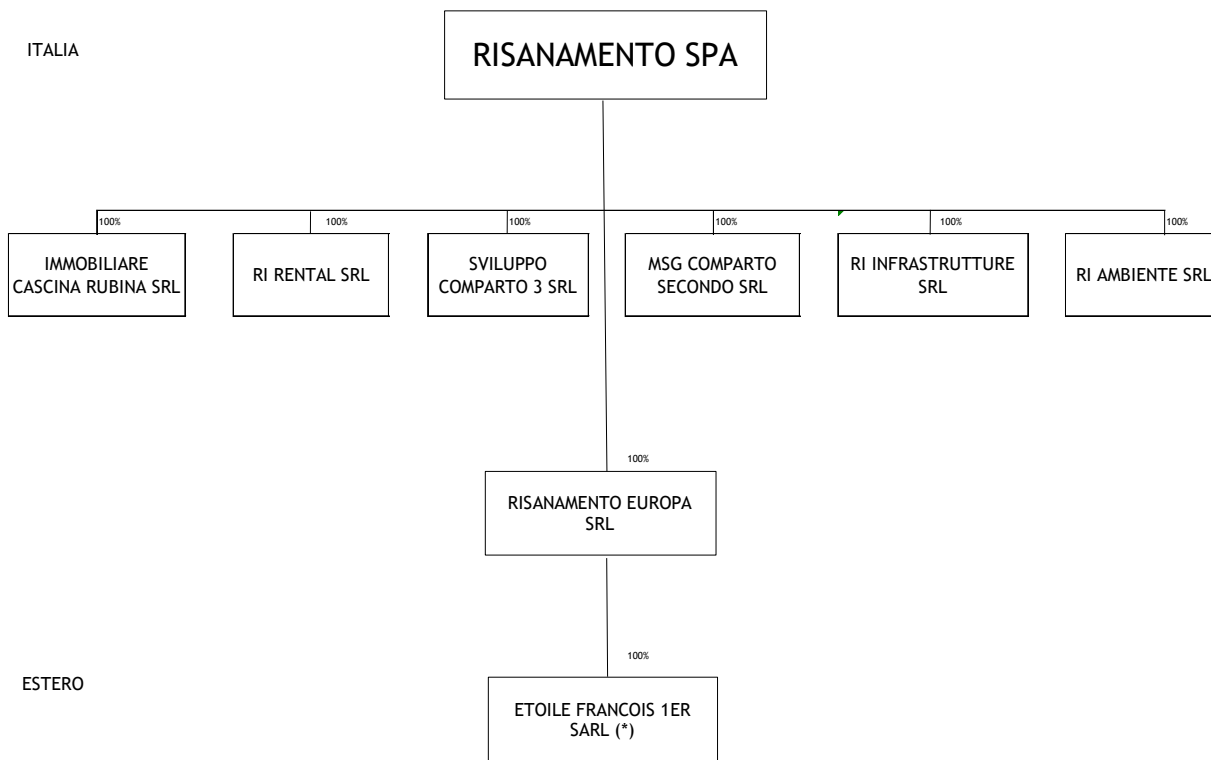 ITALIA
RISANAMENTO SPA
100%
100%
100%
100%
100%
100%
IMMOBILIARE
CASCINA RUBINA SRL
RI RENTAL SRL
SVILUPPO
COMPARTO 3 SRL
MSG COMPARTO
SECONDO SRL
RI INFRASTRUTTURE
SRL
RI AMBIENTE SRL
100%
RISANAMENTO EUROPA
SRL
100%
ESTERO
ETOILE FRANCOIS 1ER
SARL (*)